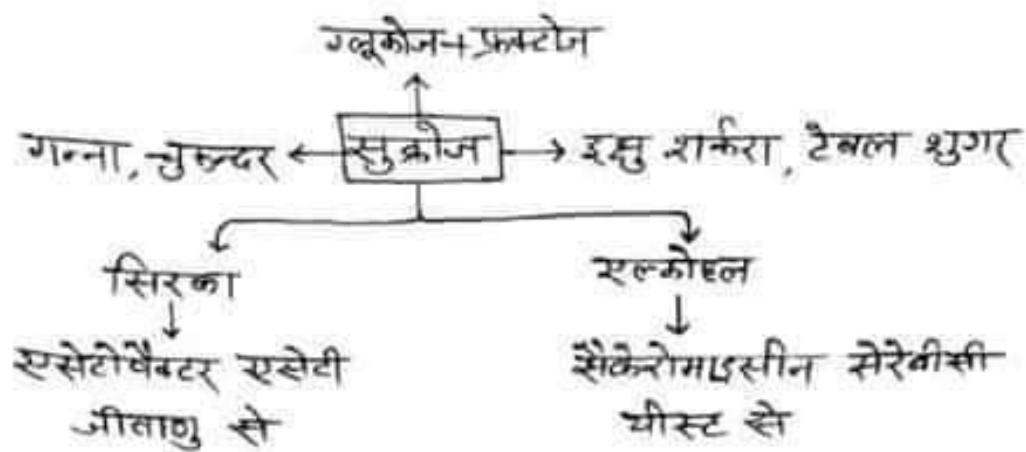 ग्लूकोज + फ्रक्टोज
गन्ना, चुकन्दर ← सुक्रोज → इक्षु शर्करा, टेबल शुगर
सिरका एल्कोहल
एसेटोबैक्टर एसेटी सैकेरोमाइसीन सेरेवीसी
जीवाणु से यीस्ट से